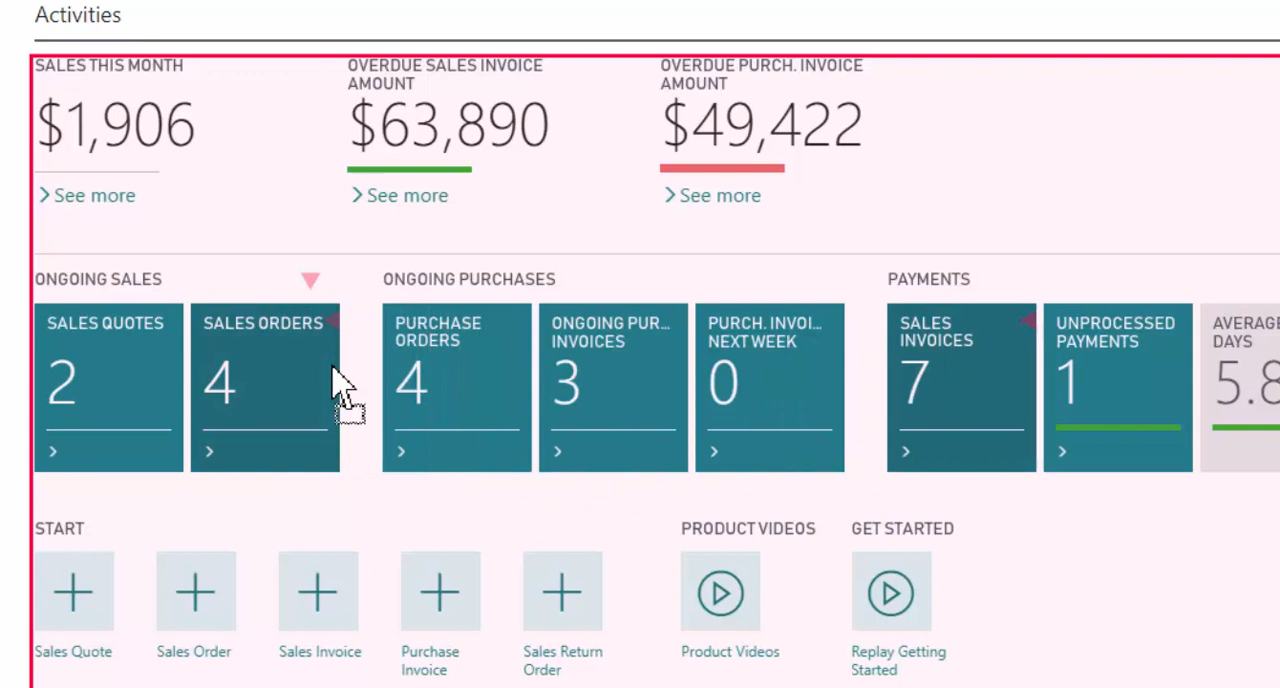 Activities
SALES THIS MONTH
OVERDUE SALES INVOICE
AMOUNT
OVERDUE PURCH. INVOICE
AMOUNT
$1,906
$63,890
$49,422
See more
See more
See more
ONGOING SALES
ONGOING PURCHASES
PAYMENTS
SALES QUOTES
2
SALES ORDERS
4
PURCHASE
ORDERS
4
ONGOING PUR...
INVOICES
3
PURCH. INVOI...
NEXT WEEK
0
SALES
INVOICES
7
UNPROCESSED
PAYMENTS
1
AVERAGE
DAYS
5.8
START
PRODUCT VIDEOS
GET STARTED
Sales Quote
Sales Order
Sales Invoice
Purchase
Invoice
Sales Return
Order
Product Videos
Replay Getting
Started